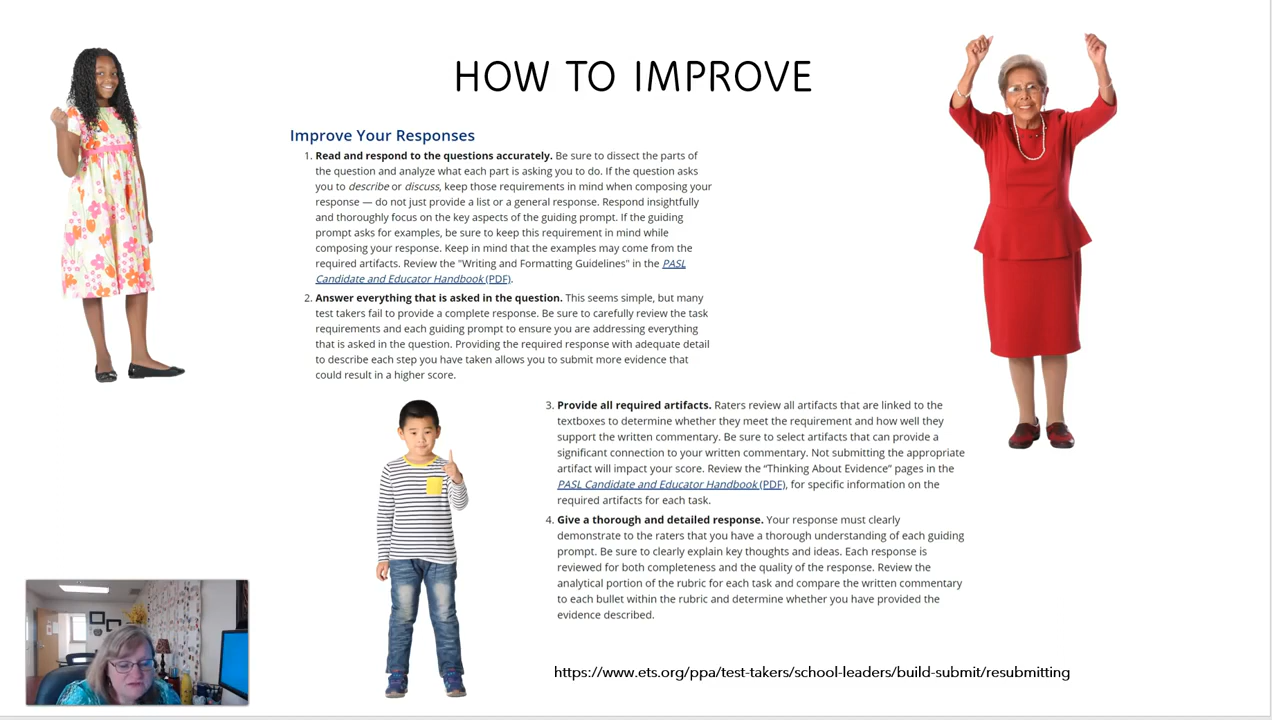 HOW TO IMPROVE
Improve Your Responses
1. Read and respond to the questions accurately. Be sure to dissect the parts of
the question and analyze what each part is asking you to do. If the question asks
you to describe or discuss, keep those requirements in mind when composing your
response — do not just provide a list or a general response. Respond insightfully
and thoroughly focus on the key aspects of the guiding prompt. If the guiding
prompt asks for examples, be sure to keep this requirement in mind while
composing your response. Keep in mind that the examples may come from the
required artifacts. Review the "Writing and Formatting Guidelines" in the PASL
Candidate and Educator Handbook (PDF).
2. Answer everything that is asked in the question. This seems simple, but many
test takers fail to provide a complete response. Be sure to carefully review the task
requirements and each guiding prompt to ensure you are addressing everything
that is asked in the question. Providing the required response with adequate detail
to describe each step you have taken allows you to submit more evidence that
could result in a higher score.
3. Provide all required artifacts. Raters review all artifacts that are linked to the
textboxes to determine whether they meet the requirement and how well they
support the written commentary. Be sure to select artifacts that can provide a
significant connection to your written commentary. Not submitting the appropriate
artifact will impact your score. Review the “Thinking About Evidence” pages in the
PASL Candidate and Educator Handbook (PDF), for specific information on the
required artifacts for each task.
4. Give a thorough and detailed response. Your response must clearly
demonstrate to the raters that you have a thorough understanding of each guiding
prompt. Be sure to clearly explain key thoughts and ideas. Each response is
reviewed for both completeness and the quality of the response. Review the
analytical portion of the rubric for each task and compare the written commentary
to each bullet within the rubric and determine whether you have provided the
evidence described.
https://www.ets.org/ppa/test-takers/school-leaders/build-submit/resubmitting